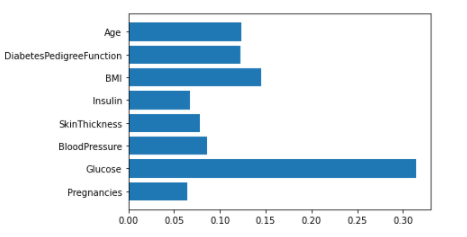 Age
DiabetesPedigreeFunction
BMI
Insulin
SkinThickness
BloodPressure
Glucose
Pregnancies
0.00 0.05 0.10 0.15 0.20 0.25 0.30